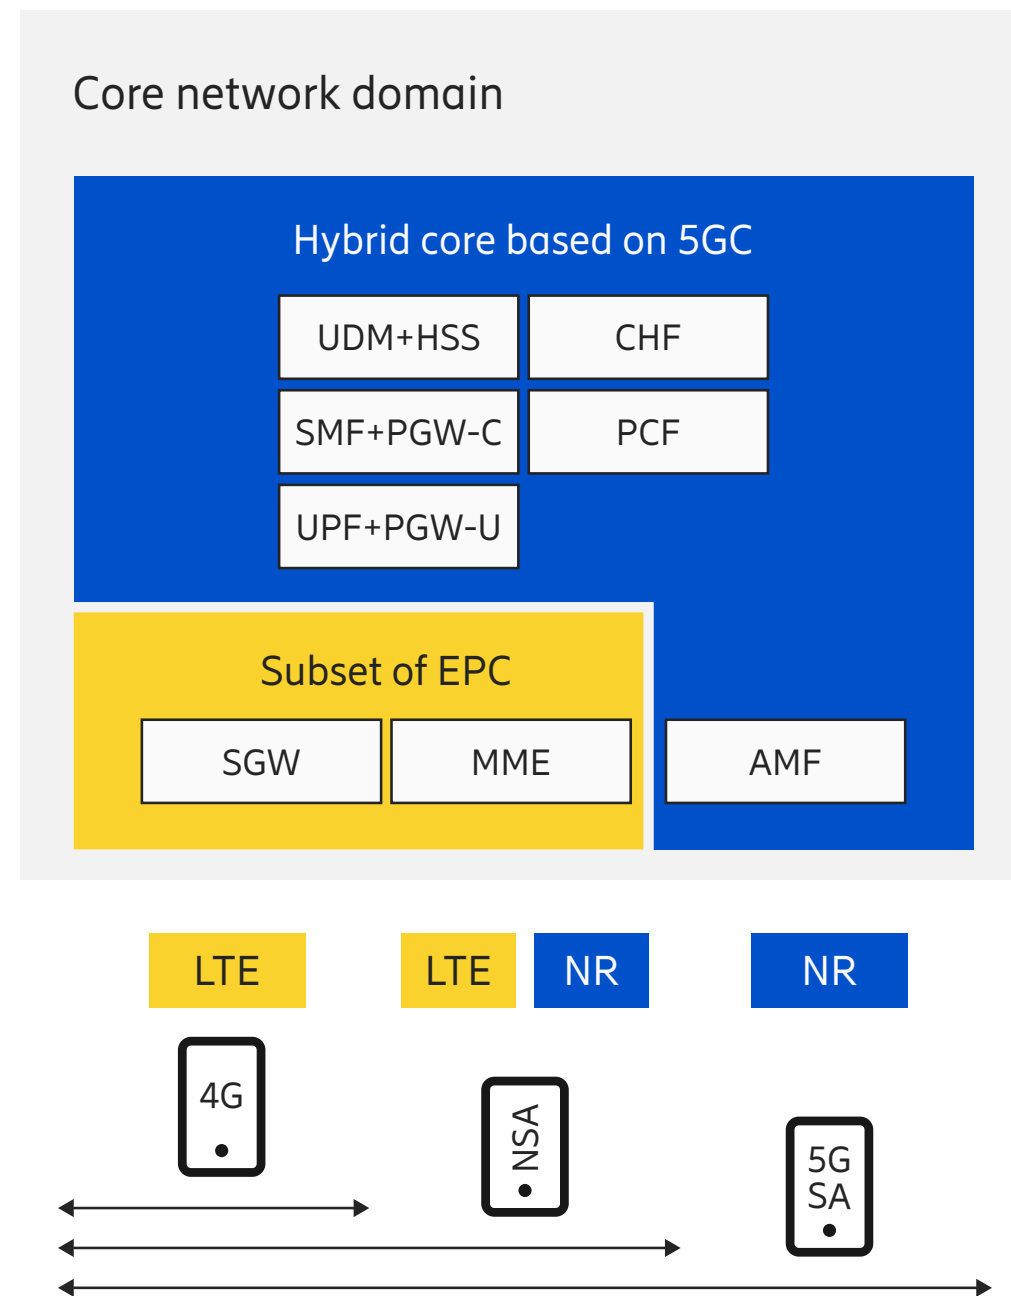 Core network domain
Hybrid core based on 5GC
UDM+HSS
CHF
SMF+PGW-C
PCF
UPF+PGW-U
Subset of EPC
SGW
MME
AMF
LTE
LTE
NR
NR
4G
NSA
5G
SA